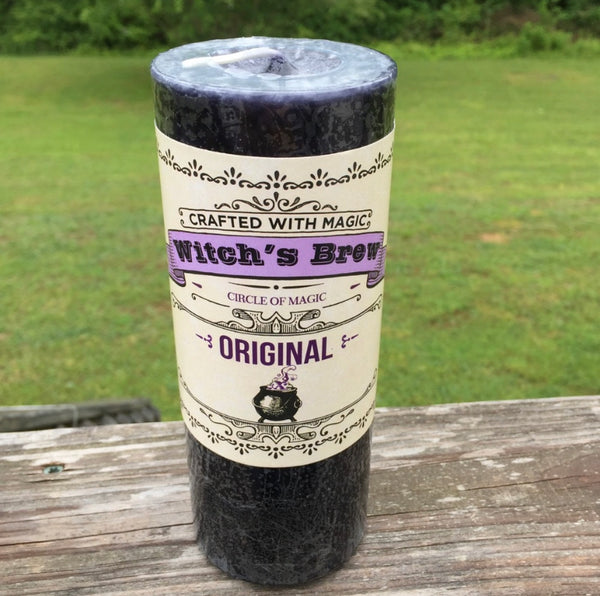 CRAFTED WITH MAGIC
Witch's Brew
CIRCLE OF MAGIC
ORIGINAL